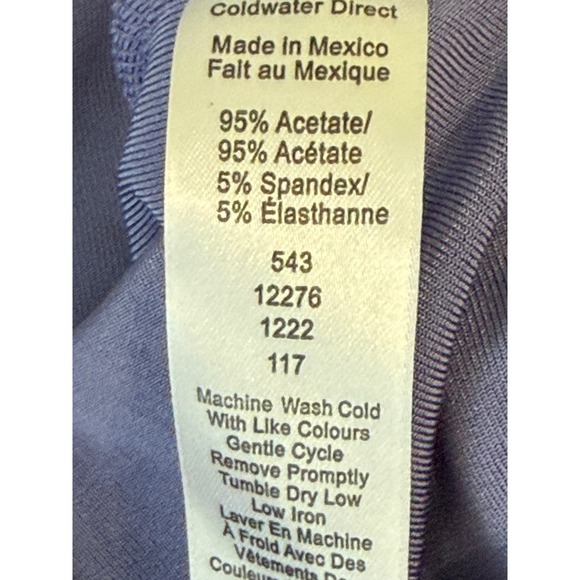 Coldwater Direct
Made in Mexico
Fait au Mexique
95% Acetate/
95% Acétate
5% Spandex/
5% Élasthanne
543
12276
1222
117
Machine Wash Cold
With Like Colours
Gentle Cycle
Remove Promptly
Tumble Dry Low
Low Iron
Laver En Machine
À Froid Avec Des
Vêtements